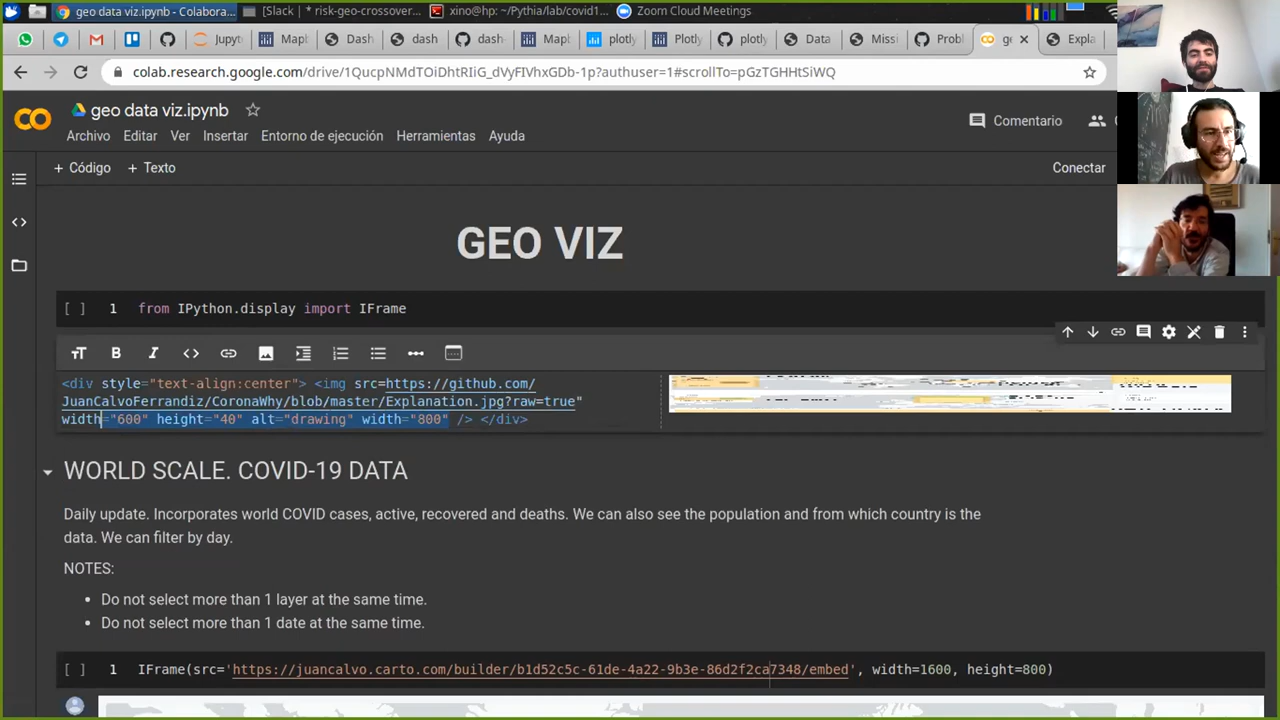 geo data viz.ipynb - Colabora...
[Slack | * risk-geo-crossover...
xino@hp: ~/Pythia/lab/covid1...
Zoom Cloud Meetings
Jupyt
Mapb
Dash
dash
dash-
Mapb
plotly
Plotly
plotly
Data
Missi
Probl
ge
Expla
colab.research.google.com/drive/1QucpNMdTOiDhtRIiG_dVyFIVhxGDb-1p?authuser=1#scrollTo=pGzTGHHtSiWQ
geo data viz.ipynb
Archivo Editar Ver Insertar Entorno de ejecución Herramientas Ayuda
Comentario
+ Código + Texto
Conectar
GEO VIZ
[ ] 1 from IPython.display import IFrame
<div style="text-align:center"> <img src=https://github.com/
JuanCalvoFerrandiz/CoronaWhy/blob/master/Explanation.jpg?raw=true"
width="600" height="40" alt="drawing" width="800" /> </div>
WORLD SCALE. COVID-19 DATA
Daily update. Incorporates world COVID cases, active, recovered and deaths. We can also see the population and from which country is the
data. We can filter by day.
NOTES:
• Do not select more than 1 layer at the same time.
• Do not select more than 1 date at the same time.
[ ] 1 IFrame(src='https://juancalvo.carto.com/builder/b1d52c5c-61de-4a22-9b3e-86d2f2ca7348/embed', width=1600, height=800)